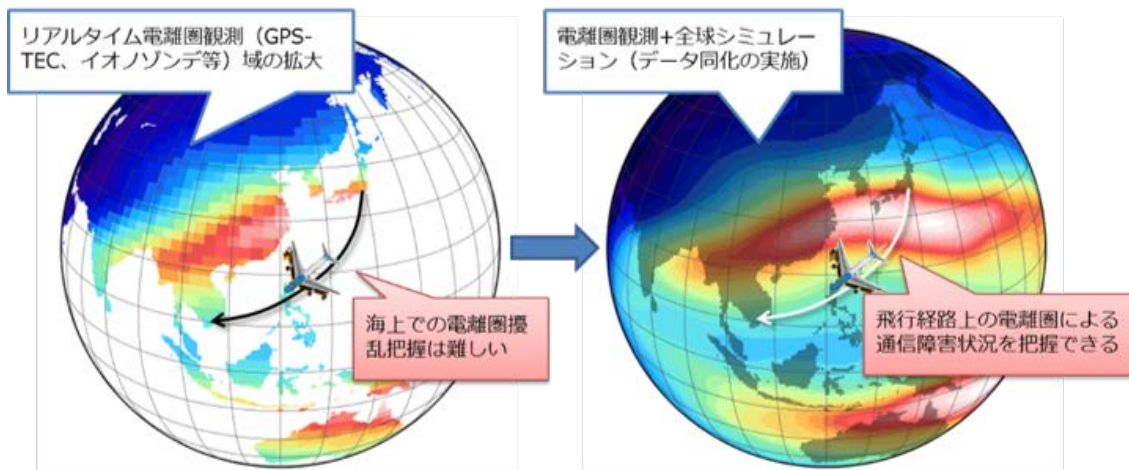 リアルタイム電離圏観測（GPS-
TEC、イオノゾンデ等）域の拡大
海上での電離圏擾
乱把握は難しい
電離圏観測+全球シミュレー
ション（データ同化の実施）
飛行経路上の電離圏による
通信障害状況を把握できる